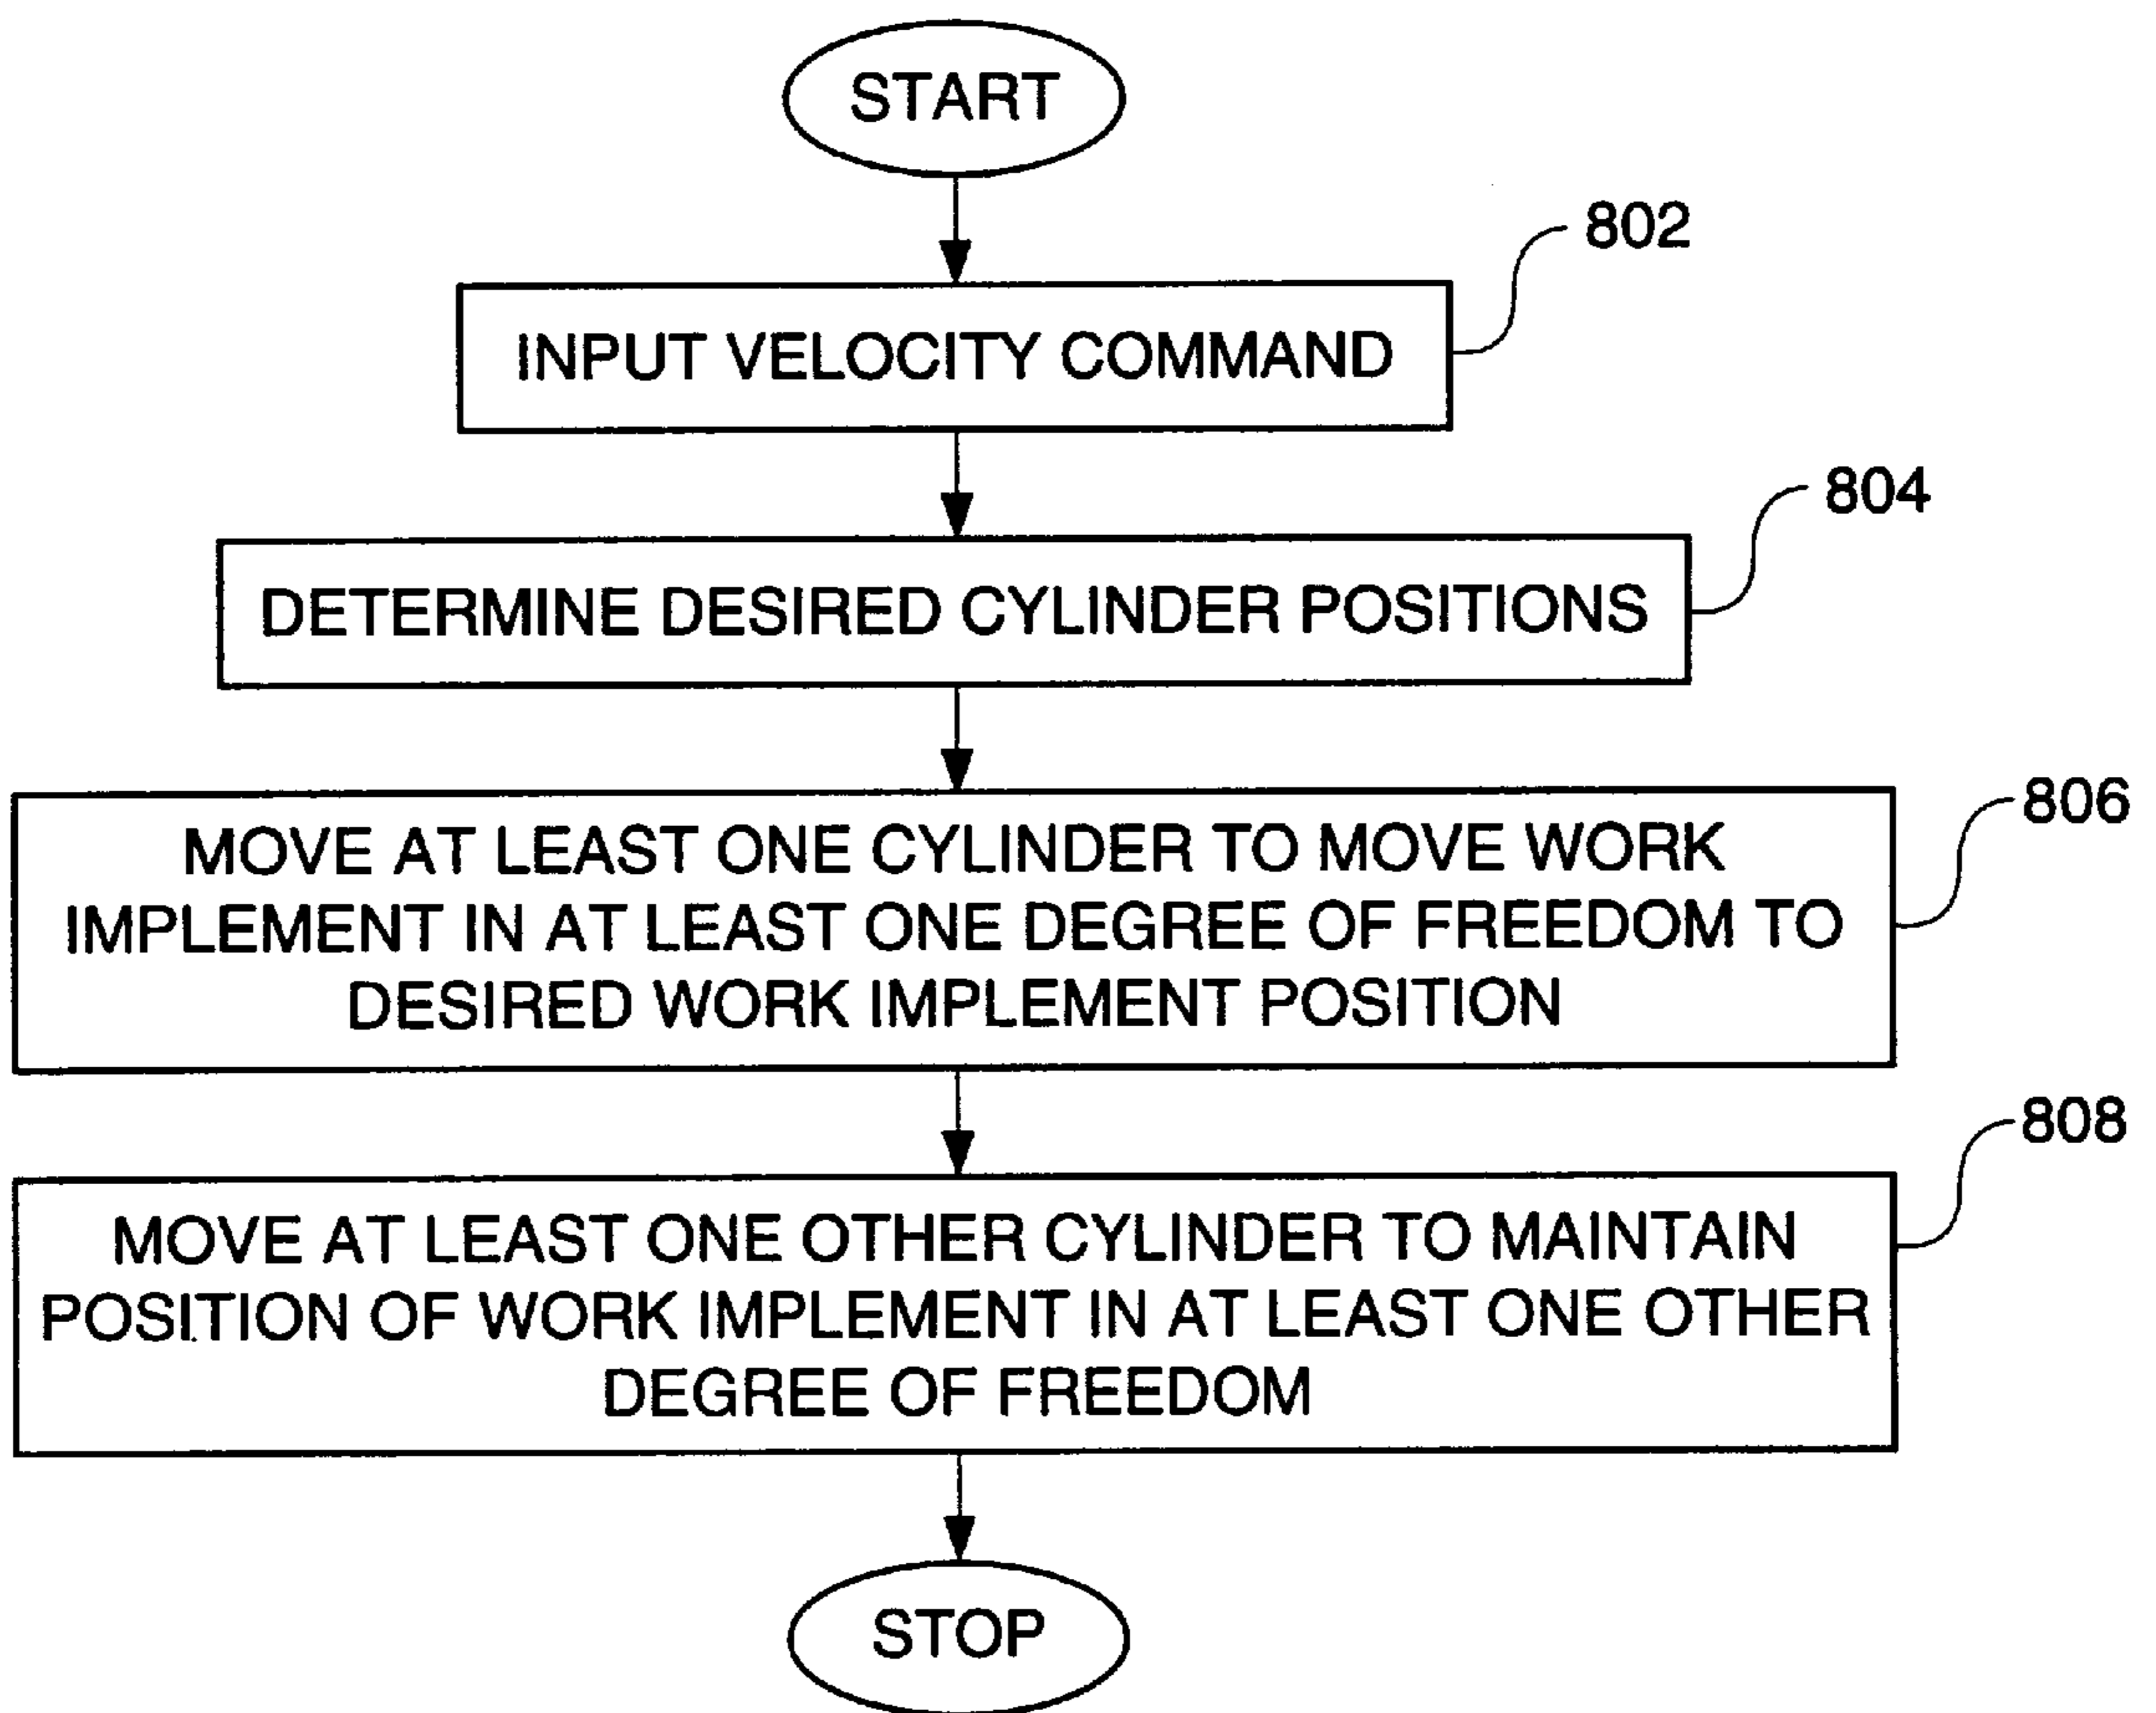 START
802
INPUT VELOCITY COMMAND
804
DETERMINE DESIRED CYLINDER POSITIONS
806
MOVE AT LEAST ONE CYLINDER TO MOVE WORK
IMPLEMENT IN AT LEAST ONE DEGREE OF FREEDOM TO
DESIRED WORK IMPLEMENT POSITION
808
MOVE AT LEAST ONE OTHER CYLINDER TO MAINTAIN
POSITION OF WORK IMPLEMENT IN AT LEAST ONE OTHER
DEGREE OF FREEDOM
STOP